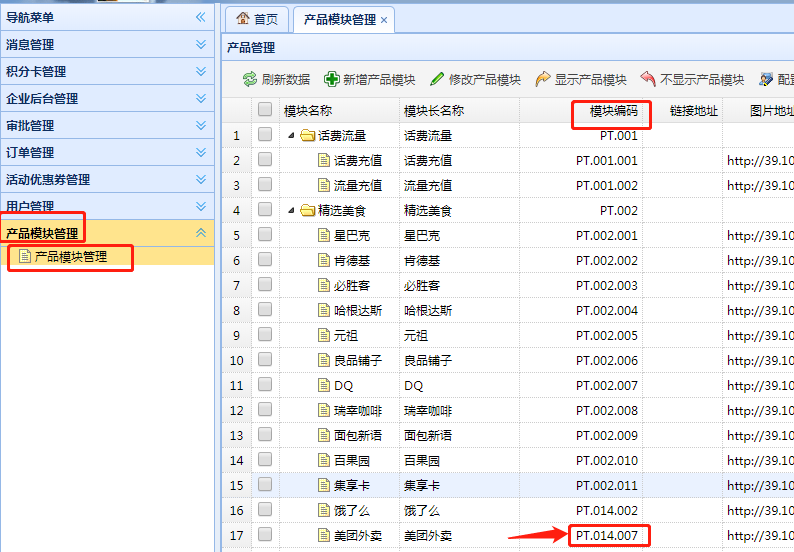 导航菜单
消息管理
积分卡管理
企业后台管理
审批管理
订单管理
活动优惠券管理
用户管理
产品模块管理
产品模块管理
首页 产品模块管理
产品管理
刷新数据 新增产品模块 修改产品模块 显示产品模块 不显示产品模块
模块名称 模块长名称 模块编码 链接地址 图片地址
1 话费流量 话费流量 PT.001
2 话费充值 话费充值 PT.001.001 http://39.10
3 流量充值 流量充值 PT.001.002 http://39.10
4 精选美食 精选美食 PT.002
5 星巴克 星巴克 PT.002.001 http://39.10
6 肯德基 肯德基 PT.002.002 http://39.10
7 必胜客 必胜客 PT.002.003 http://39.10
8 哈根达斯 哈根达斯 PT.002.004 http://39.10
9 元祖 元祖 PT.002.005 http://39.10
10 良品铺子 良品铺子 PT.002.006 http://39.10
11 DQ DQ PT.002.007 http://39.10
12 瑞幸咖啡 瑞幸咖啡 PT.002.008 http://39.10
13 面包新语 面包新语 PT.002.009 http://39.10
14 百果园 百果园 PT.002.010 http://39.10
15 集享卡 集享卡 PT.002.011 http://39.10
16 饿了么 饿了么 PT.014.002 http://39.10
17 美团外卖 美团外卖 PT.014.007 http://39.10